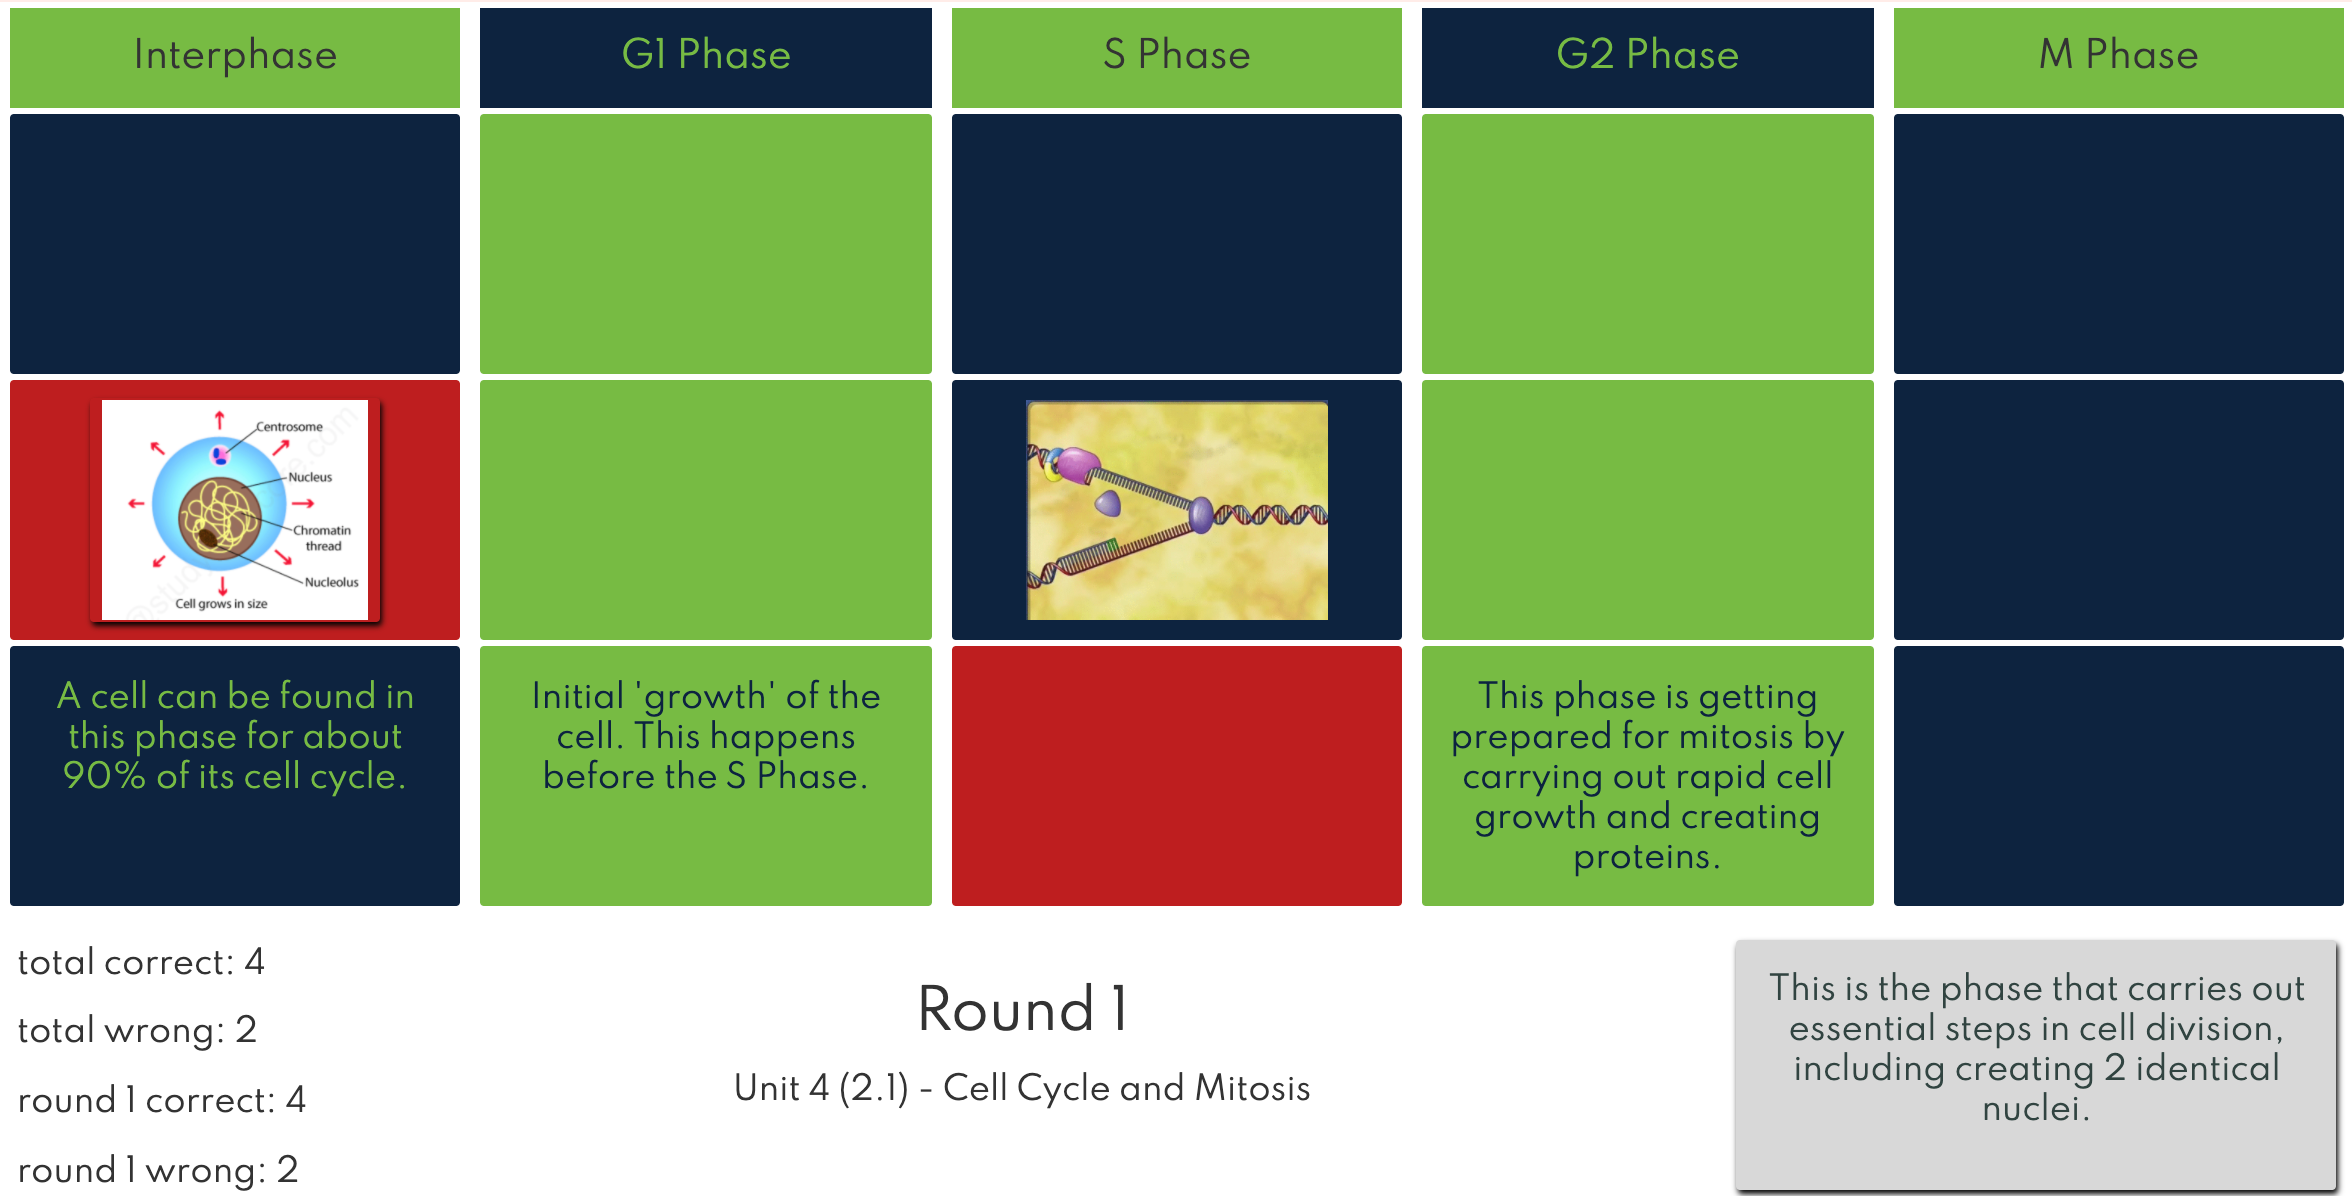 Interphase
G1 Phase
S Phase
G2 Phase
M Phase
Centrosome
Nucleus
Chromatin
thread
Nucleolus
Cell grows in size
A cell can be found in
this phase for about
90% of its cell cycle.
Initial 'growth' of the
cell. This happens
before the S Phase.
This phase is getting
prepared for mitosis by
carrying out rapid cell
growth and creating
proteins.
total correct: 4
total wrong: 2
round 1 correct: 4
round 1 wrong: 2
Round 1
Unit 4 (2.1) - Cell Cycle and Mitosis
This is the phase that carries out
essential steps in cell division,
including creating 2 identical
nuclei.